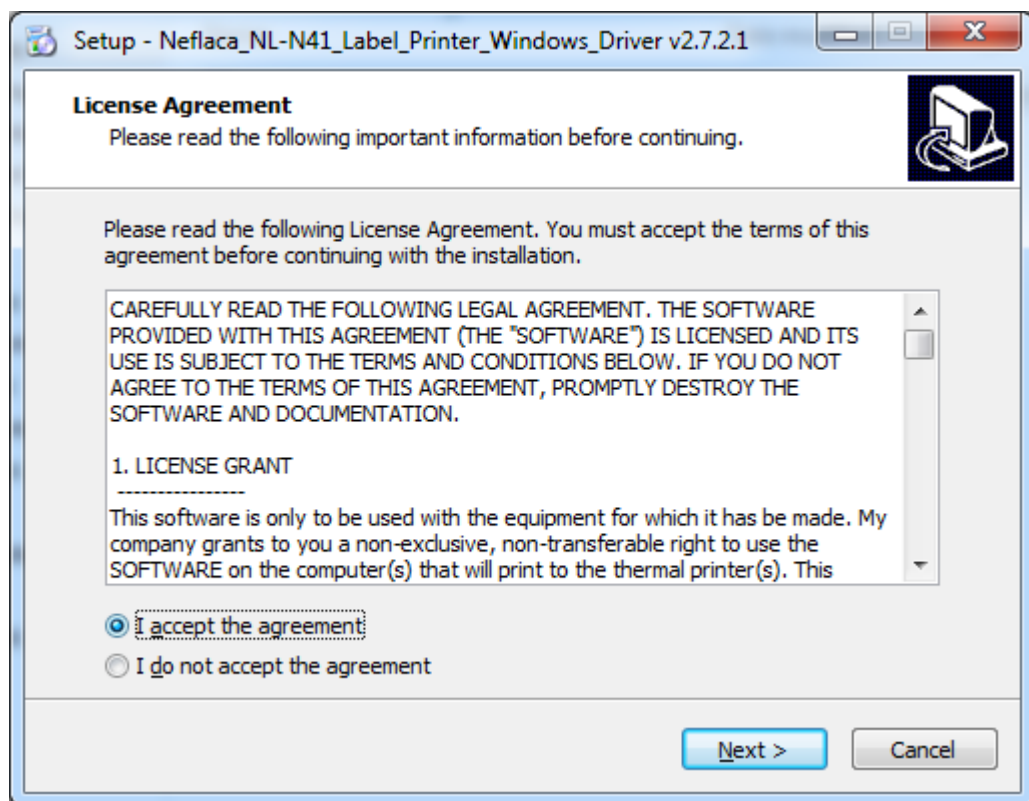 Setup - Neflaca_NL-N41_Label_Printer_Windows_Driver v2.7.2.1
License Agreement
Please read the following important information before continuing.
Please read the following License Agreement. You must accept the terms of this
agreement before continuing with the installation.
CAREFULLY READ THE FOLLOWING LEGAL AGREEMENT. THE SOFTWARE
PROVIDED WITH THIS AGREEMENT (THE "SOFTWARE") IS LICENSED AND ITS
USE IS SUBJECT TO THE TERMS AND CONDITIONS BELOW. IF YOU DO NOT
AGREE TO THE TERMS OF THIS AGREEMENT, PROMPTLY DESTROY THE
SOFTWARE AND DOCUMENTATION.
1. LICENSE GRANT
----------------
This software is only to be used with the equipment for which it has be made. My
company grants to you a non-exclusive, non-transferable right to use the
SOFTWARE on the computer(s) that will print to the thermal printer(s). This
I accept the agreement
I do not accept the agreement
Next >
Cancel